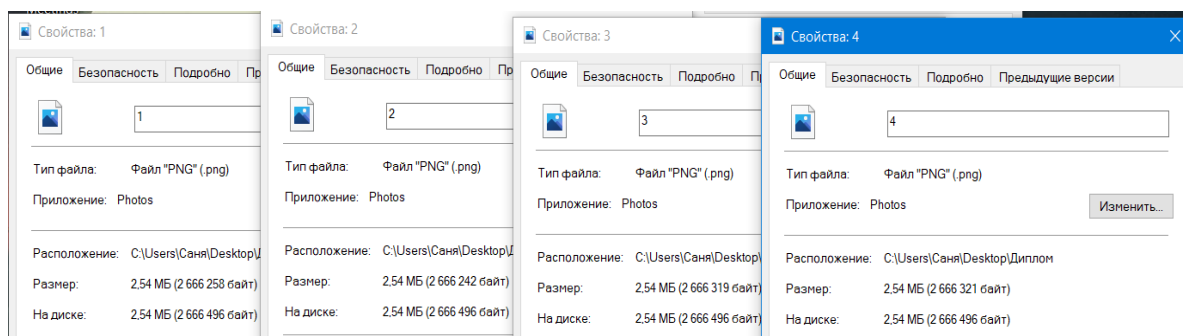 Свойства: 1
Общие Безопасность Подробно Пр
1
Тип файла: Файл "PNG" (.png)
Приложение: Photos
Расположение: C:\Users\Саня\Desktop\
Размер: 2,54 МБ (2 666 258 байт)
На диске: 2,54 МБ (2 666 496 байт)
Свойства: 2
Общие Безопасность Подробно Пр
2
Тип файла: Файл "PNG" (.png)
Приложение: Photos
Расположение: C:\Users\Саня\Desktop\
Размер: 2,54 МБ (2 666 242 байт)
На диске: 2,54 МБ (2 666 496 байт)
Свойства: 3
Общие Безопасность Подробно
3
Тип файла: Файл "PNG" (.png)
Приложение: Photos
Расположение: C:\Users\Саня\Desktop\
Размер: 2,54 МБ (2 666 319 байт)
На диске: 2,54 МБ (2 666 496 байт)
Свойства: 4
Общие Безопасность Подробно Предыдущие версии
4
Тип файла: Файл "PNG" (.png)
Приложение: Photos Изменить...
Расположение: C:\Users\Саня\Desktop\Диплом
Размер: 2,54 МБ (2 666 321 байт)
На диске: 2,54 МБ (2 666 496 байт)